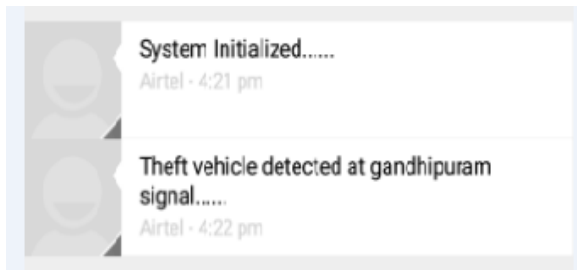 System Initialized......
Airtel - 4:21 pm
Theft vehicle detected at gandhipuram
signal......
Airtel - 4:22 pm